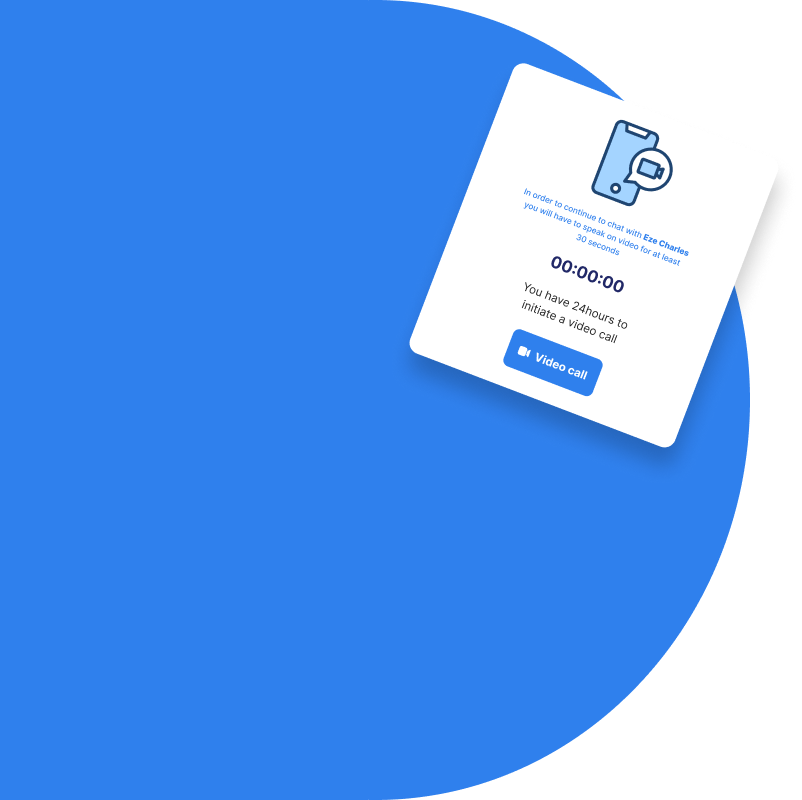 In order to continue to chat with Eze Charles
you will have to speak on video for at least
30 seconds
00:00:00
You have 24hours to
initiate a video call
Video call